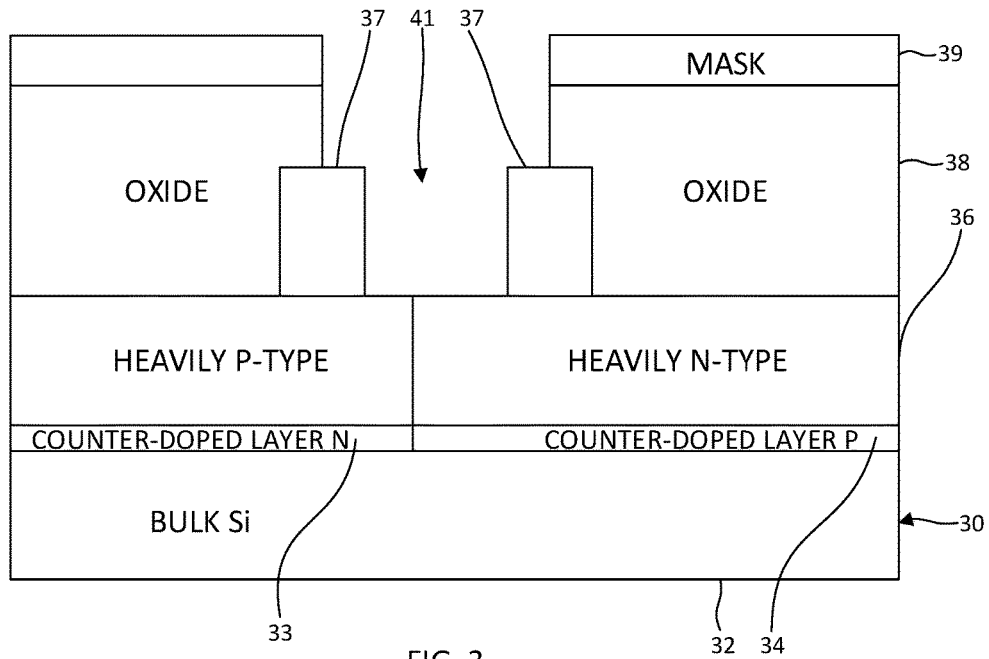 37 41 37
MASK 39
OXIDE OXIDE 38
36
HEAVILY P-TYPE HEAVILY N-TYPE
COUNTER-DOPED LAYER N COUNTER-DOPED LAYER P
BULK Si 30
33 32 34